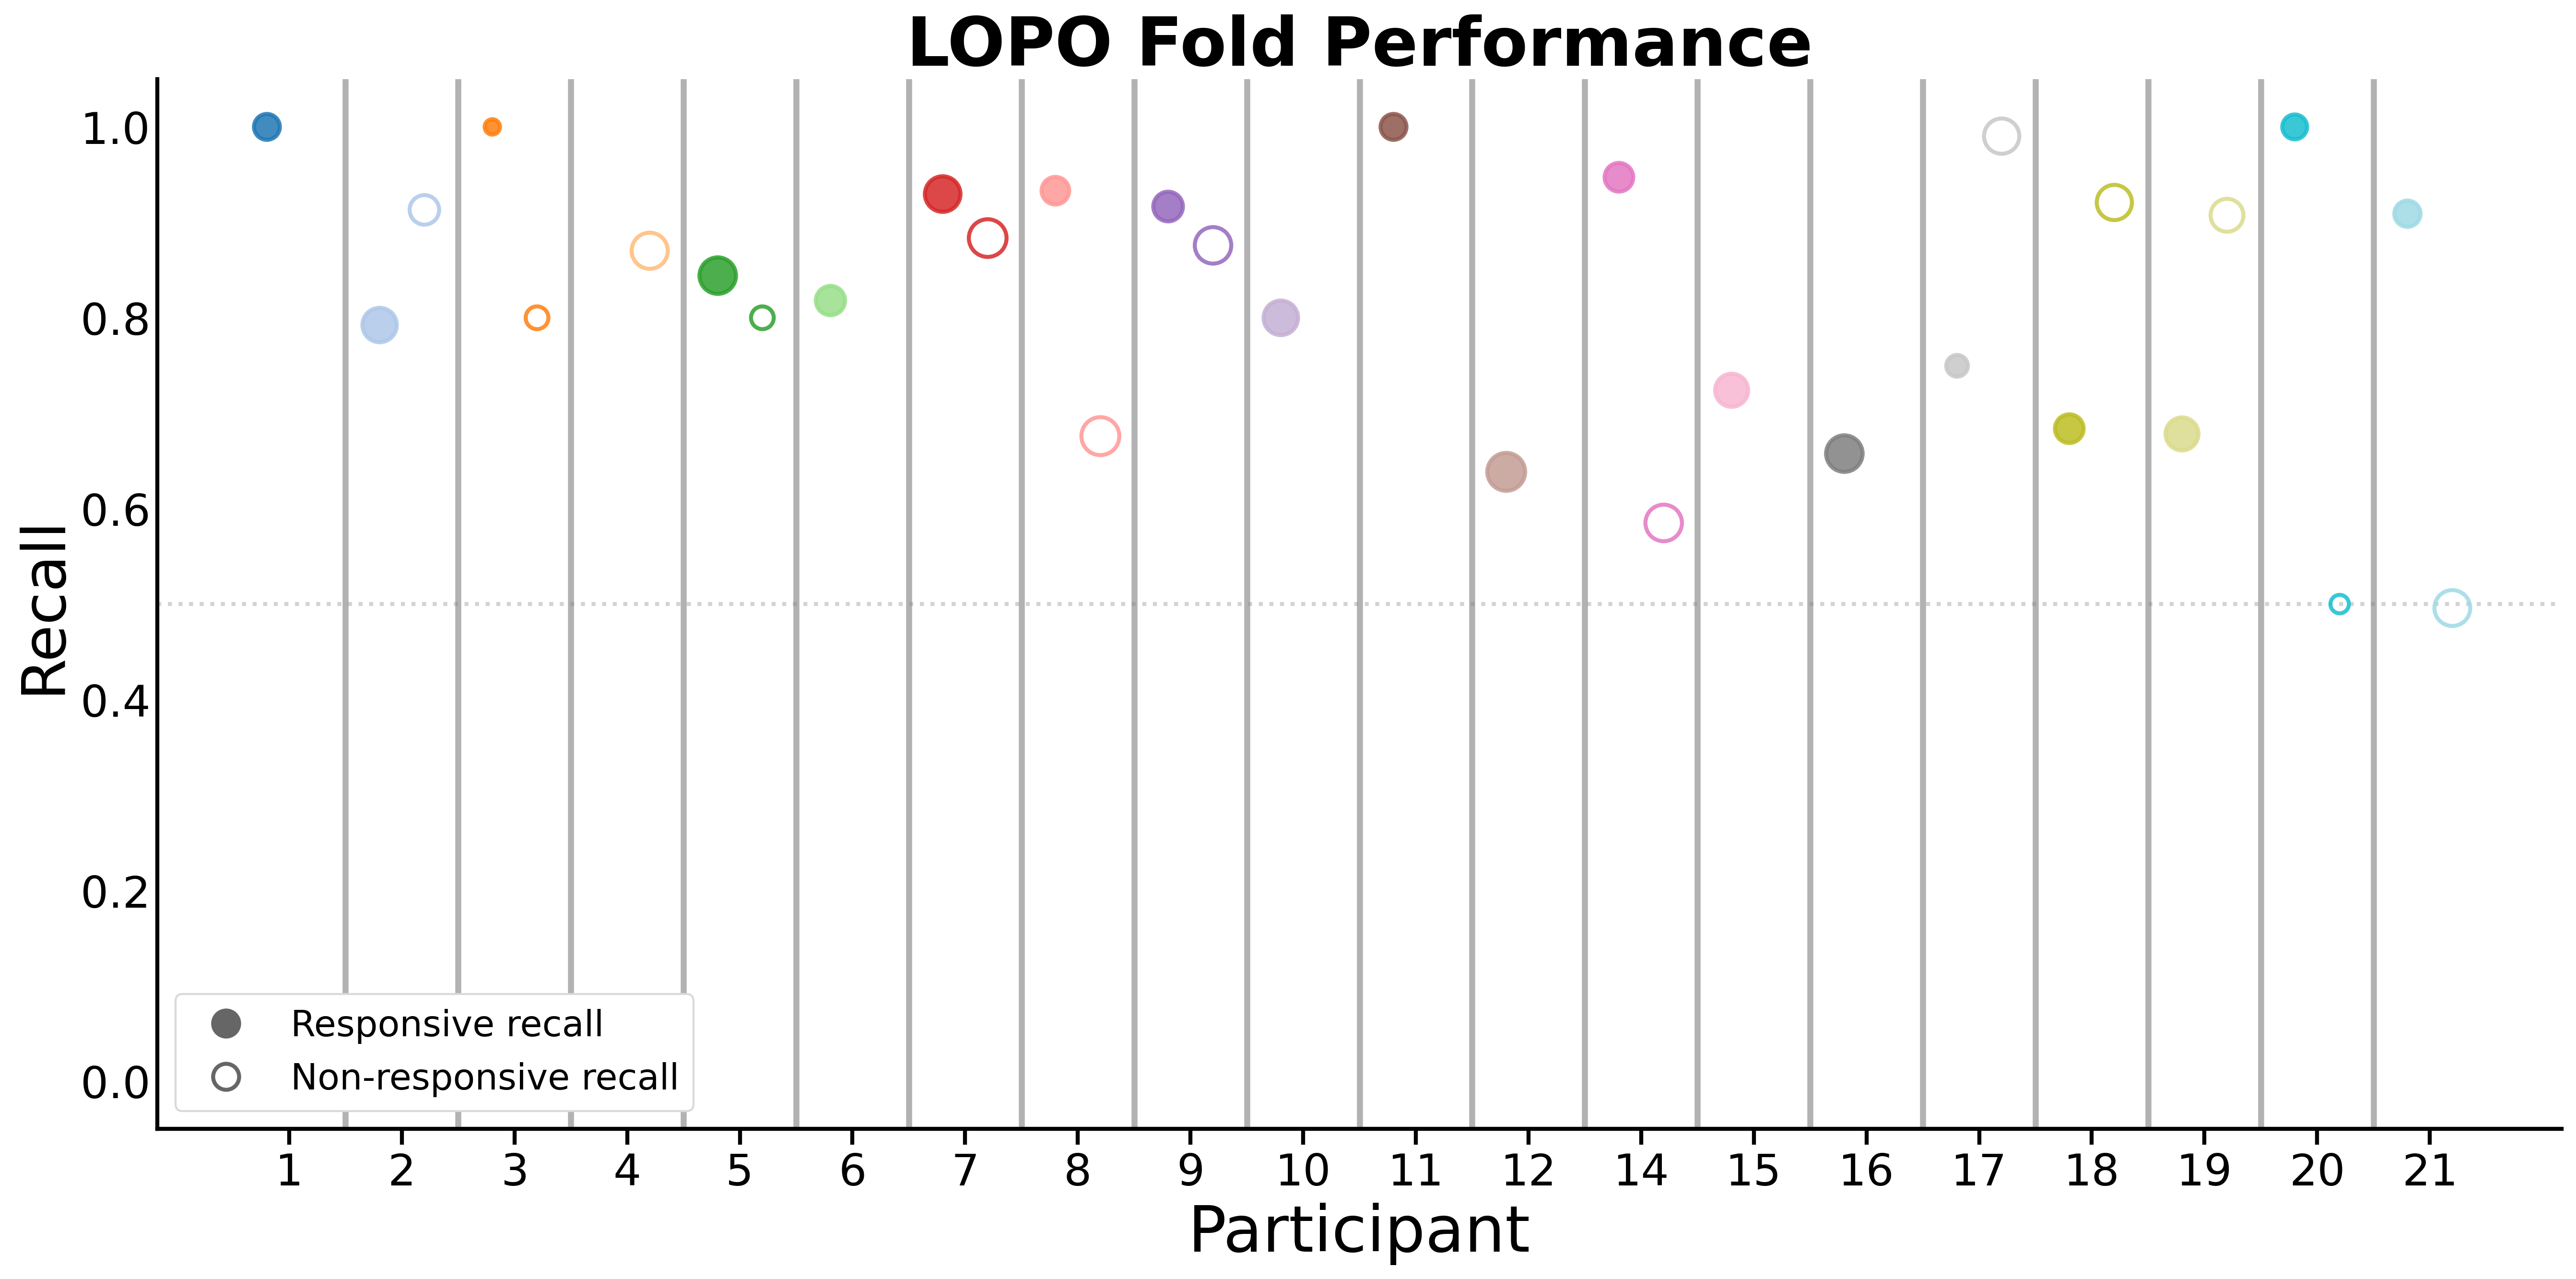 LOPO Fold Performance
1.0
0.8
0.6
0.4
0.2
0.0
Recall
Responsive recall
Non-responsive recall
1 2 3 4 5 6 7 8 9 10 11 12 14 15 16 17 18 19 20 21
Participant